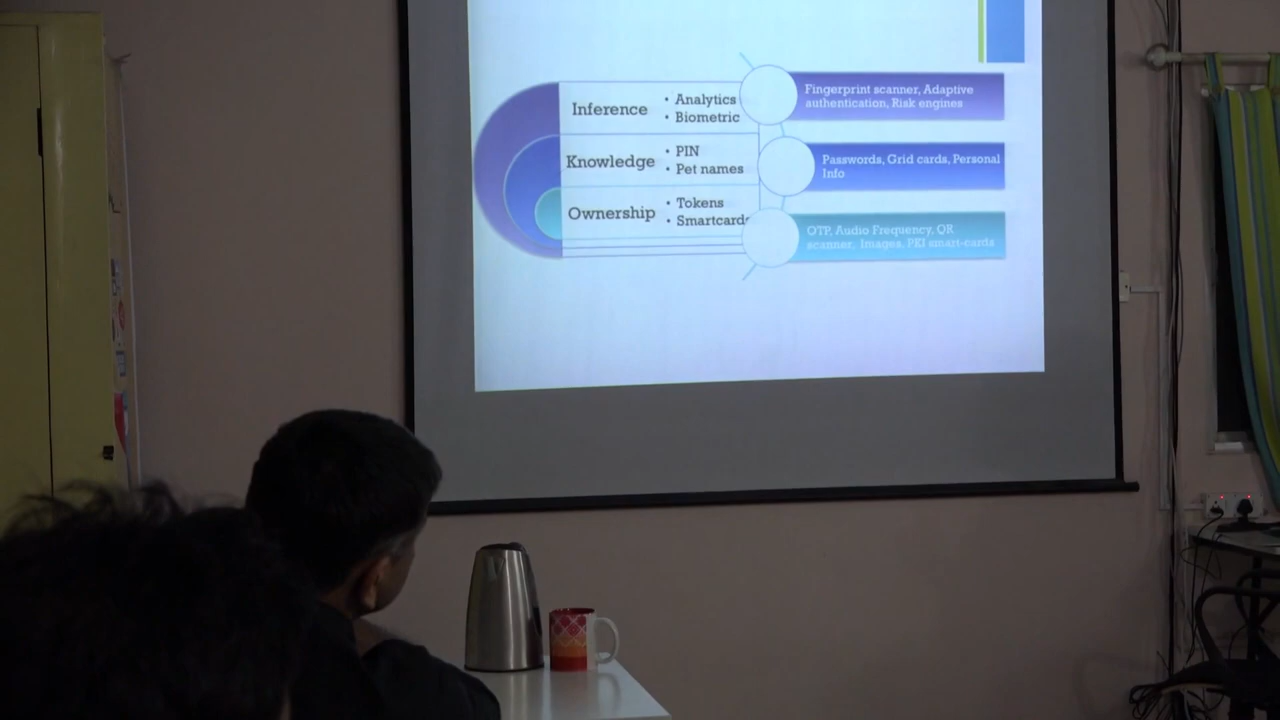 Inference
• Analytics
• Biometric
Fingerprint scanner, Adaptive
authentication, Risk engines
Knowledge
• PIN
• Pet names
Passwords, Grid cards, Personal
Info
Ownership
• Tokens
• Smartcards
OTP, Audio Frequency, QR
scanner, Images, PKI smart-cards